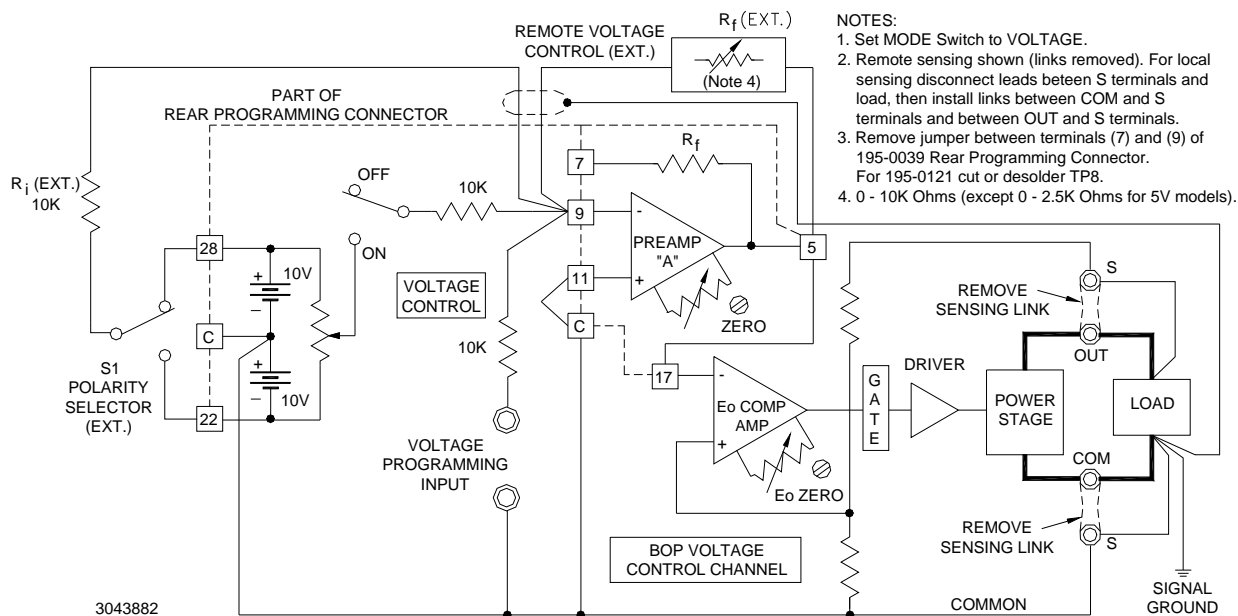 REMOTE VOLTAGE
CONTROL (EXT.)
Rf (EXT.)
(Note 4)
NOTES:
1. Set MODE Switch to VOLTAGE.
2. Remote sensing shown (links removed). For local
sensing disconnect leads beteen S terminals and
load, then install links between COM and S
terminals and between OUT and S terminals.
3. Remove jumper between terminals (7) and (9) of
195-0039 Rear Programming Connector.
For 195-0121 cut or desolder TP8.
4. 0 - 10K Ohms (except 0 - 2.5K Ohms for 5V models).
PART OF
REAR PROGRAMMING CONNECTOR
Ri (EXT.)
10K
OFF
ON
10K
7
Rf
9
-
PREAMP
"A"
+
11
C
ZERO
5
28
+
10V
–
C
+
10V
–
22
S1
POLARITY
SELECTOR
(EXT.)
VOLTAGE
CONTROL
10K
VOLTAGE
PROGRAMMING
INPUT
17
-
Eo COMP
AMP
+
Eo ZERO
GATE
DRIVER
POWER
STAGE
S
REMOVE
SENSING LINK
OUT
LOAD
COM
REMOVE
SENSING LINK
S
BOP VOLTAGE
CONTROL CHANNEL
COMMON
SIGNAL
GROUND
3043882